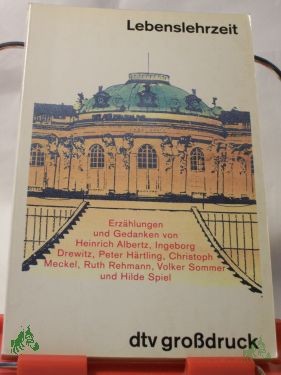 Lebenslehrzeit
Erzählungen
und Gedanken von
Heinrich Albertz, Ingeborg
Drewitz, Peter Härtling, Christoph
Meckel, Ruth Rehmann, Volker Sommer
und Hilde Spiel
dtv großdruck